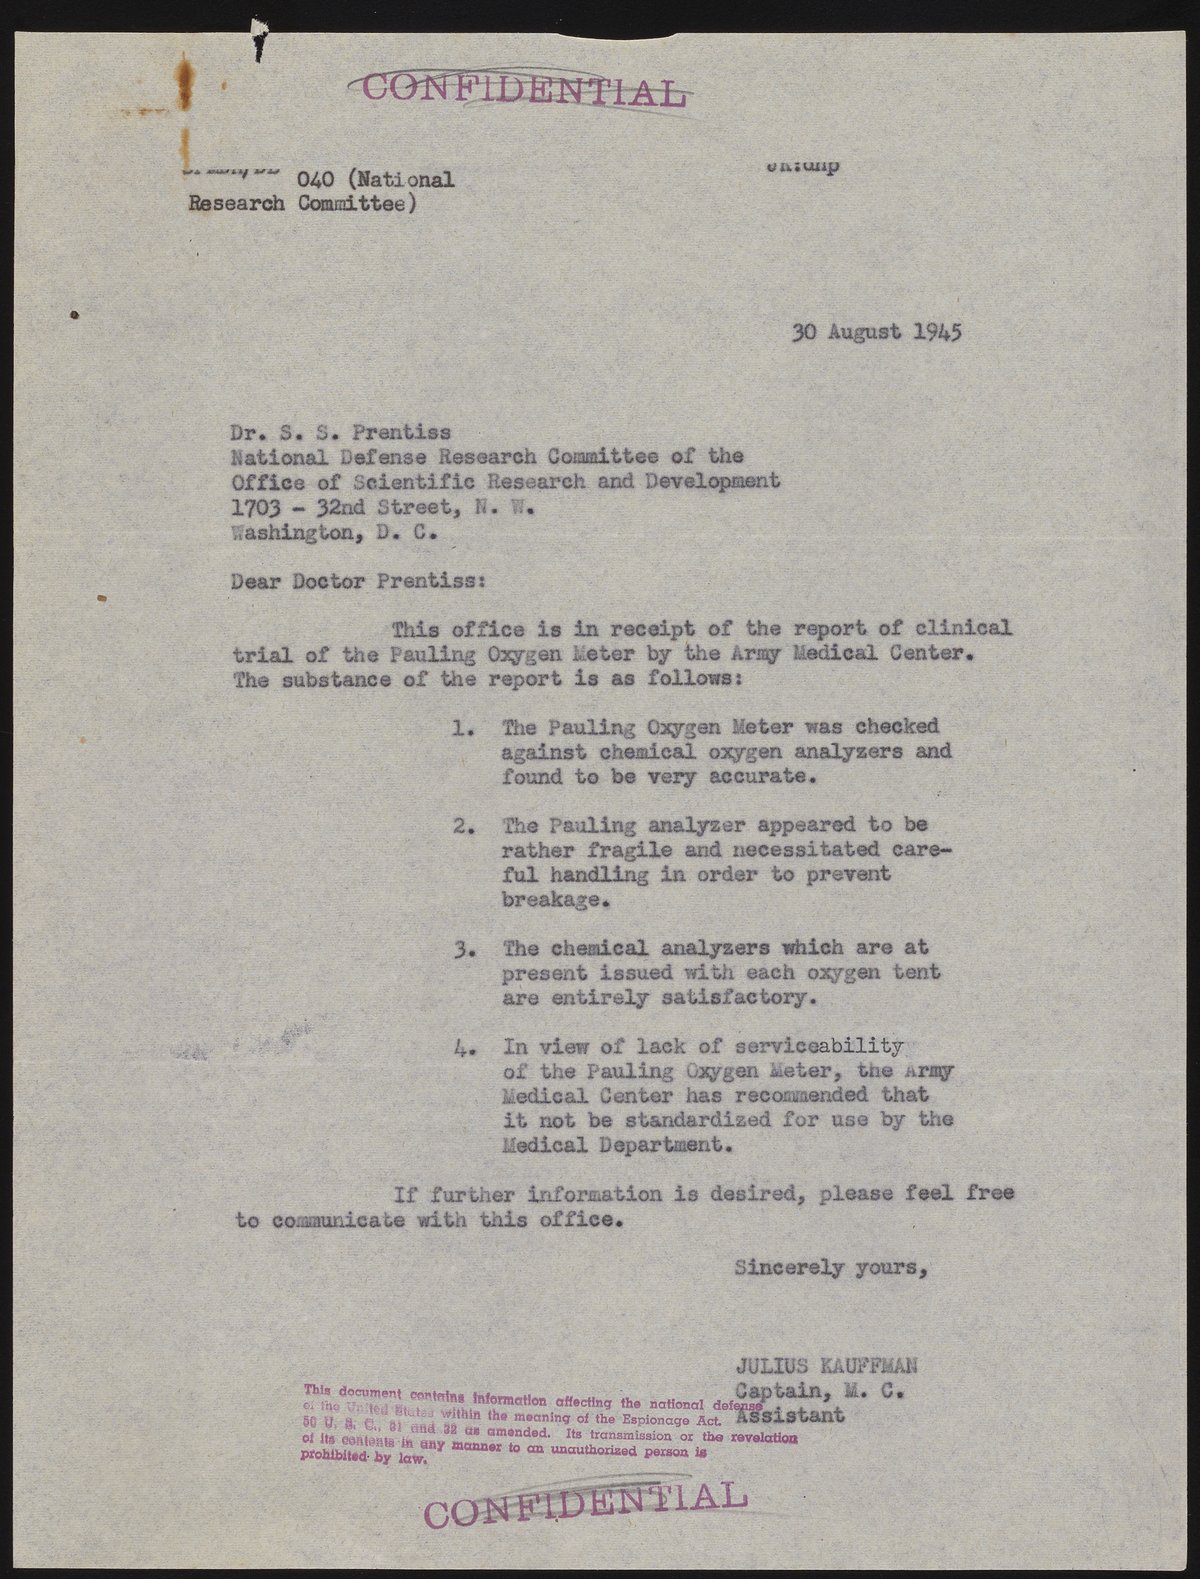 CONFIDENTIAL
040 (National
Research Committee)
30 August 1945
Dr. S. S. Prentiss
National Defense Research Committee of the
Office of Scientific Research and Development
1703 - 32nd Street, N. W.
Washington, D. C.
Dear Doctor Prentiss:
This office is in receipt of the report of clinical
trial of the Pauling Oxygen Meter by the Army Medical Center.
The substance of the report is as follows:
1. The Pauling Oxygen Meter was checked
against chemical oxygen analyzers and
found to be very accurate.
2. The Pauling analyzer appeared to be
rather fragile and necessitated care-
ful handling in order to prevent
breakage.
3. The chemical analyzers which are at
present issued with each oxygen tent
are entirely satisfactory.
4. In view of lack of serviceability
of the Pauling Oxygen Meter, the Army
Medical Center has recommended that
it not be standardized for use by the
Medical Department.
If further information is desired, please feel free
to communicate with this office.
Sincerely yours,
JULIUS KAUFFMAN
Captain, M. C.
Assistant
This document contains information affecting the national defense
of the United States within the meaning of the Espionage Act.
50 U. S. C., 31 and 32 as amended. Its transmission or the revelation
of its contents in any manner to an unauthorized person is
prohibited by law.
CONFIDENTIAL